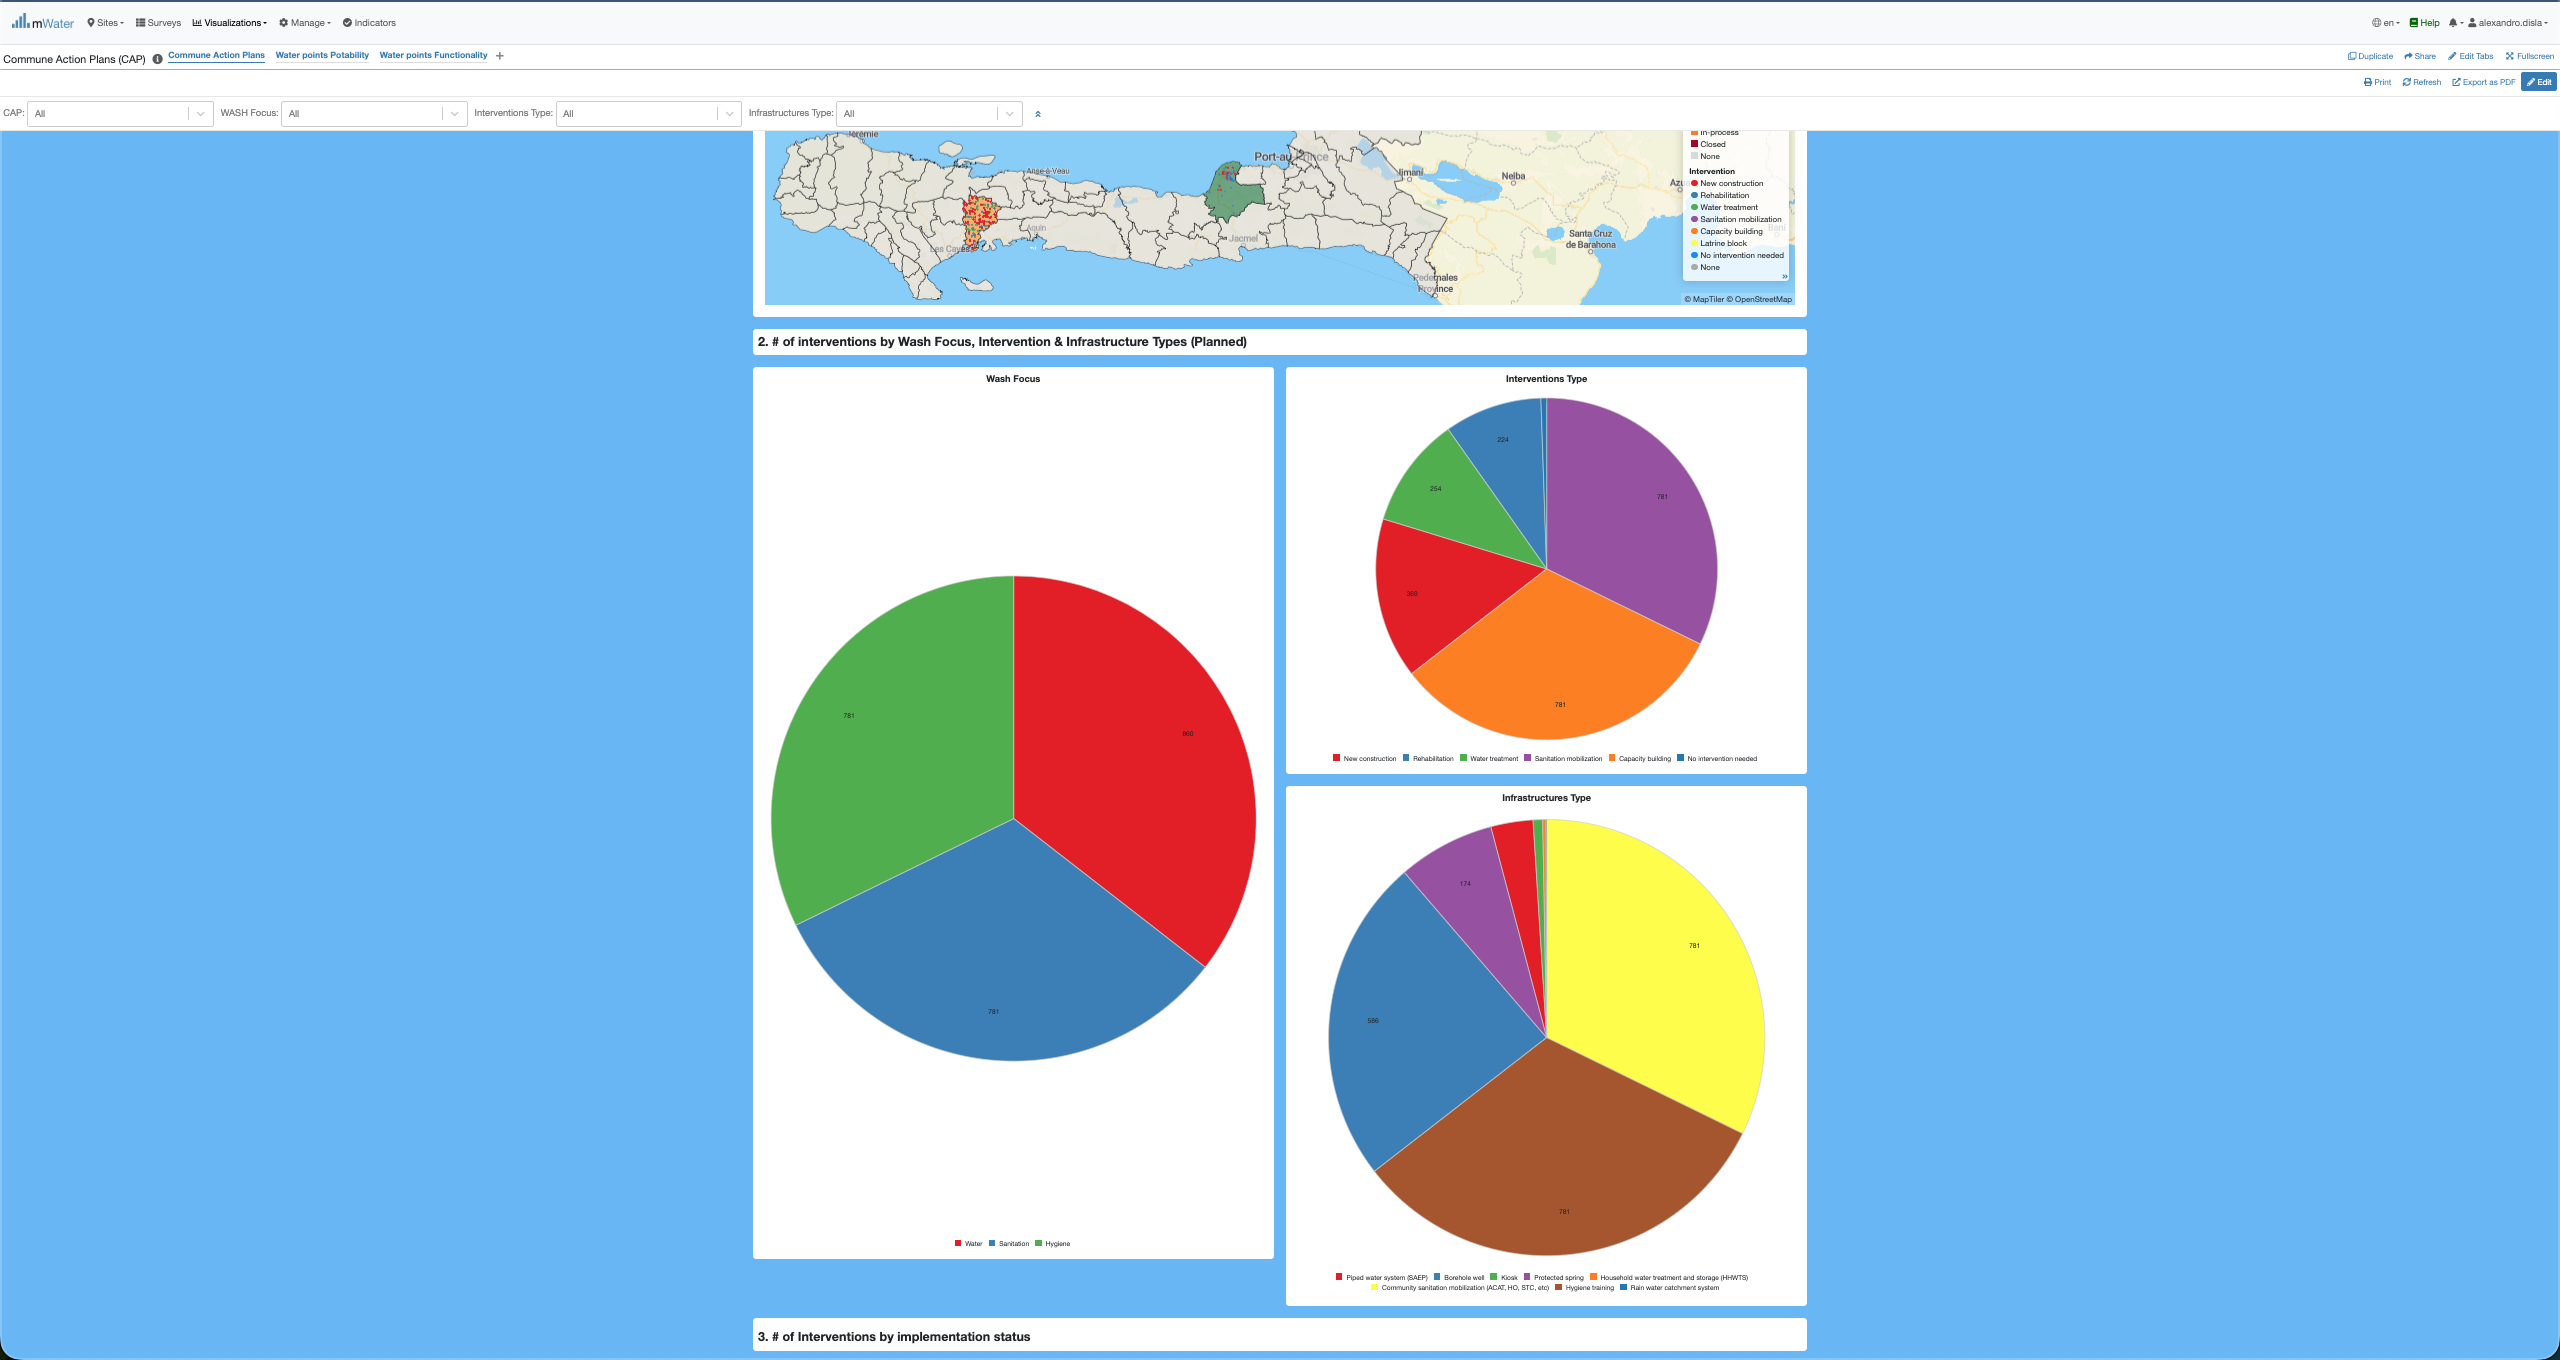 mWater Sites Surveys Visualizations Manage Indicators en Help alexandro.disla
Commune Action Plans (CAP) Commune Action Plans Water points Potability Water points Functionality + Duplicate Share Edit Tabs Fullscreen
Print Refresh Export as PDF Edit
CAP: All WASH Focus: All Interventions Type: All Infrastructures Type: All
Jérémie
Port-au-Prince
Anse-à-Veau
Jimaní
Neiba
Aquin
Les Cayes
Jacmel
Santa Cruz
de Barahona
Baní
Pedernales
Province
In-process
Closed
None
Intervention
New construction
Rehabilitation
Water treatment
Sanitation mobilization
Capacity building
Latrine block
No intervention needed
None
© MapTiler © OpenStreetMap
2. # of interventions by Wash Focus, Intervention & Infrastructure Types (Planned)
Wash Focus
781
860
781
Water Sanitation Hygiene
Interventions Type
224
254
781
369
781
New construction Rehabilitation Water treatment Sanitation mobilization Capacity building No intervention needed
Infrastructures Type
174
781
586
781
Piped water system (SAEP) Borehole well Kiosk Protected spring Household water treatment and storage (HHWTS)
Community sanitation mobilization (ACAT, HO, STC, etc) Hygiene training Rain water catchment system
3. # of Interventions by implementation status